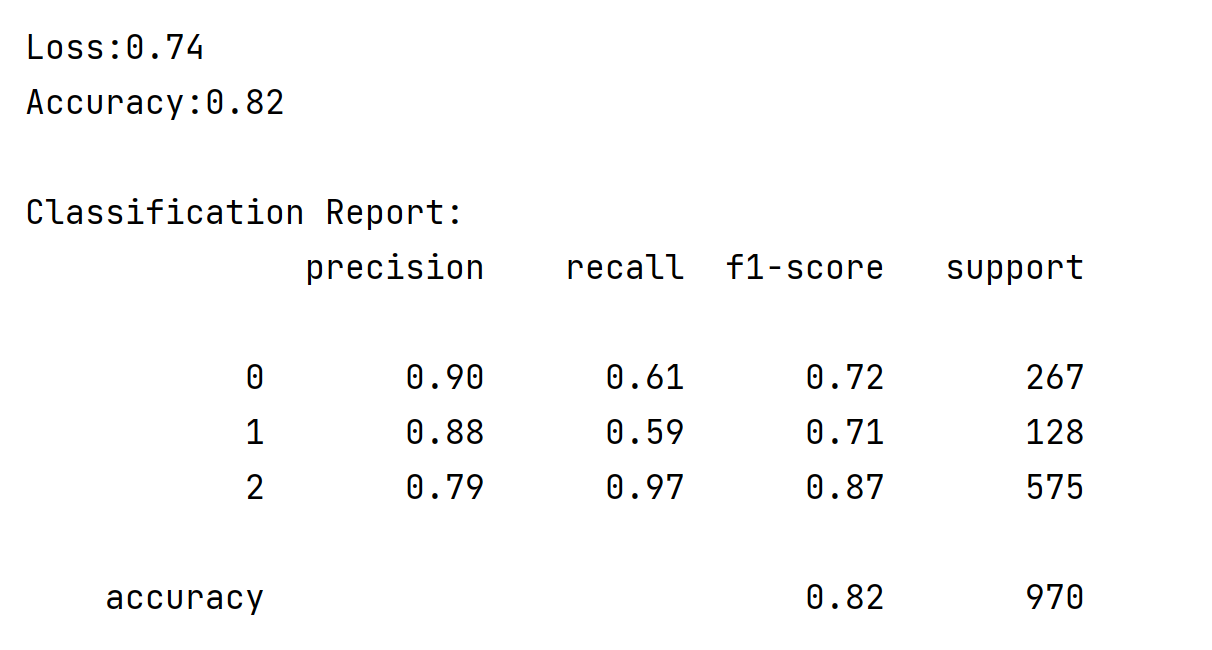 Loss:0.74
Accuracy:0.82
Classification Report:
precision recall f1-score support
0 0.90 0.61 0.72 267
1 0.88 0.59 0.71 128
2 0.79 0.97 0.87 575
accuracy 0.82 970